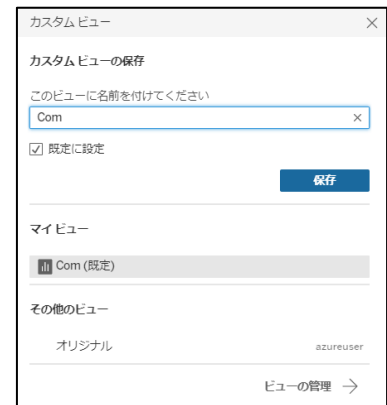 カスタム ビュー
カスタム ビューの保存
このビューに名前を付けてください
Com
既定に設定
保存
マイ ビュー
Com (既定)
その他のビュー
オリジナル azureuser
ビューの管理 →